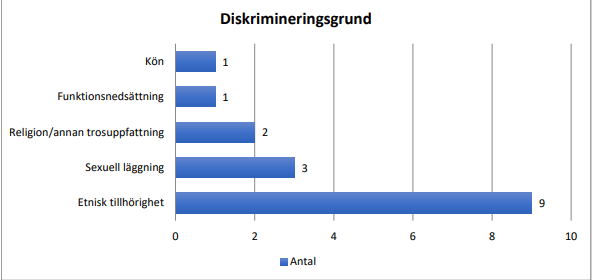 Diskrimineringsgrund
Kön 1
Funktionsnedsättning 1
Religion/annan trosuppfattning 2
Sexuell läggning 3
Etnisk tillhörighet 9
0 2 4 6 8 10
Antal